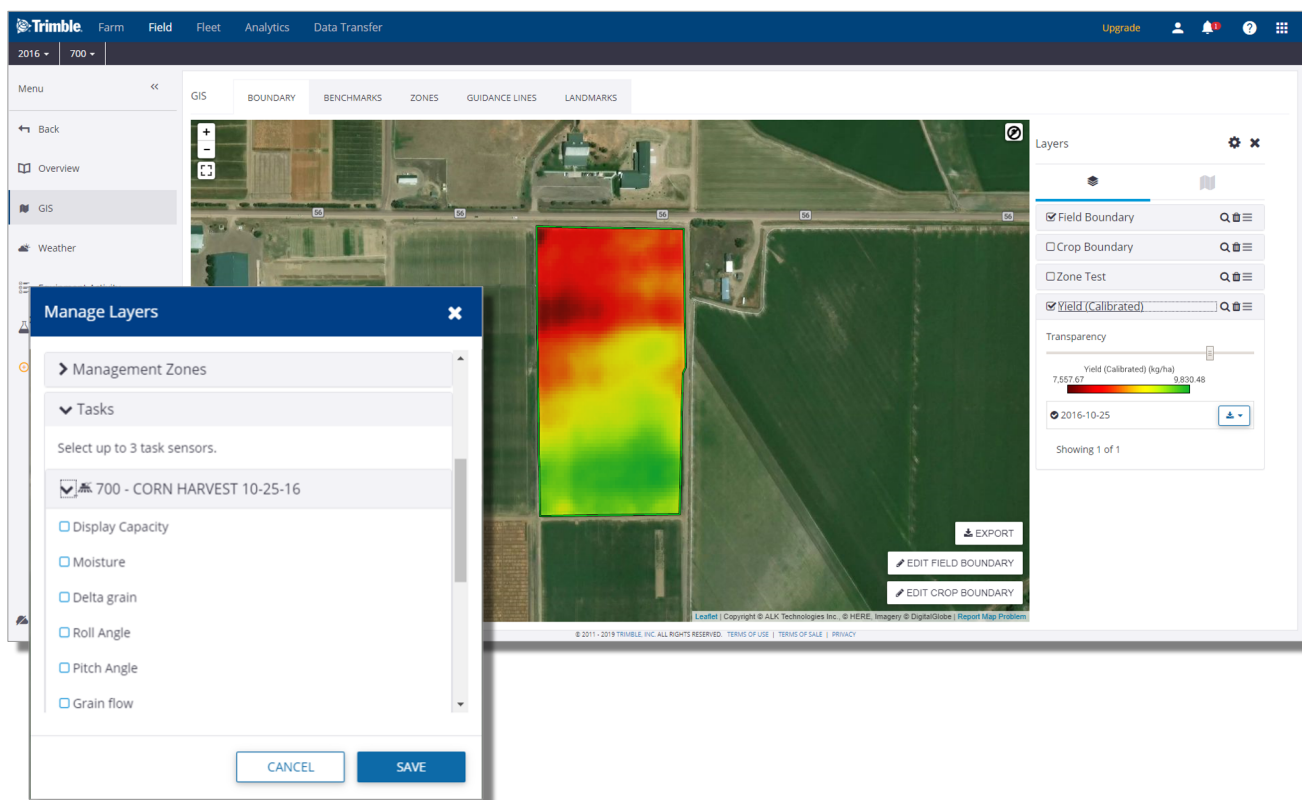 Trimble. Farm Field Fleet Analytics Data Transfer Upgrade 1 ?
2016 700
Menu «
Back
Overview
GIS
Weather
GIS BOUNDARY BENCHMARKS ZONES GUIDANCE LINES LANDMARKS
+
−
56 56 56 56 56
EXPORT
EDIT FIELD BOUNDARY
EDIT CROP BOUNDARY
Leaflet | Copyright © ALK Technologies Inc., © HERE, Imagery © DigitalGlobe | Report Map Problem
© 2011 - 2019 TRIMBLE, INC. ALL RIGHTS RESERVED. TERMS OF USE | TERMS OF SALE | PRIVACY
Layers
Field Boundary
Crop Boundary
Zone Test
Yield (Calibrated)
Transparency
Yield (Calibrated) (kg/ha)
7,557.67 9,830.48
2016-10-25
Showing 1 of 1
Manage Layers
Management Zones
Tasks
Select up to 3 task sensors.
700 - CORN HARVEST 10-25-16
Display Capacity
Moisture
Delta grain
Roll Angle
Pitch Angle
Grain flow
CANCEL SAVE